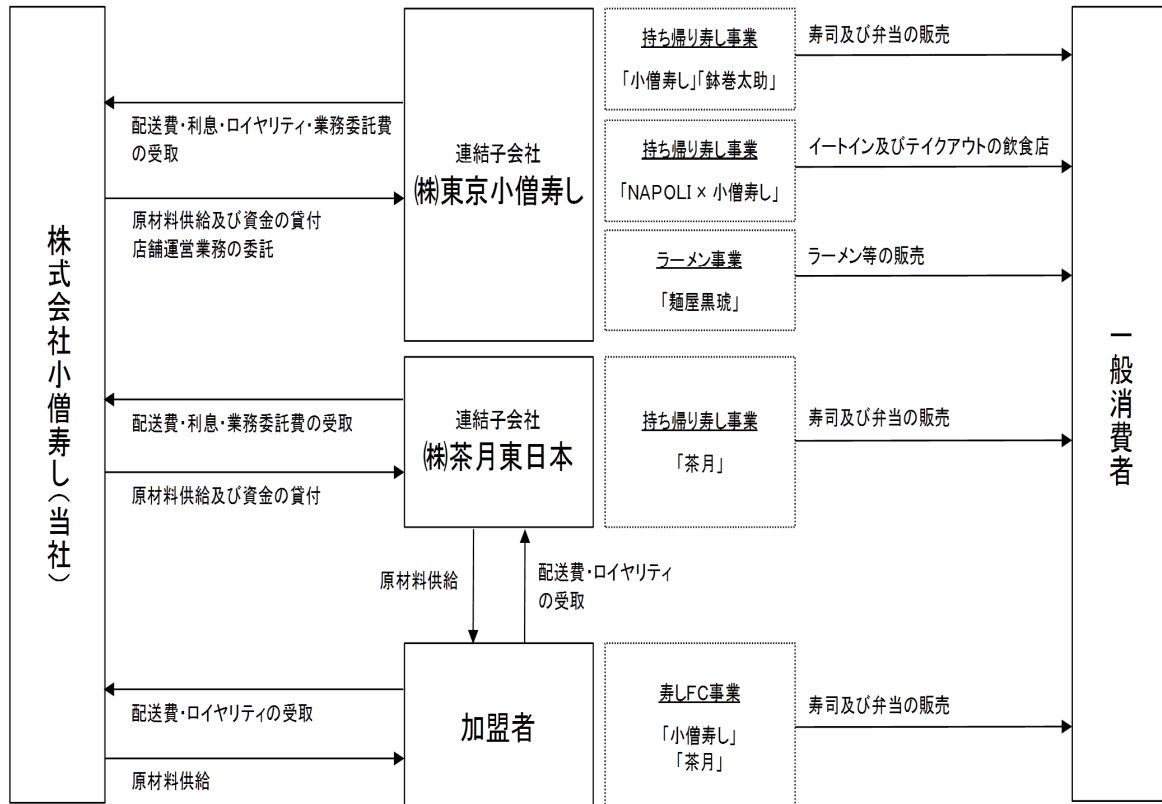 株式会社小僧寿し(当社)
配送費・利息・ロイヤリティ・業務委託費
の受取
原材料供給及び資金の貸付
店舗運営業務の委託
連結子会社
㈱東京小僧寿し
持ち帰り寿し事業
「小僧寿し」「鉢巻太助」
寿司及び弁当の販売
持ち帰り寿し事業
「NAPOLI × 小僧寿し」
イートイン及びテイクアウトの飲食店
ラーメン事業
「麺屋黒琥」
ラーメン等の販売
配送費・利息・業務委託費の受取
原材料供給及び資金の貸付
連結子会社
㈱茶月東日本
持ち帰り寿し事業
「茶月」
寿司及び弁当の販売
原材料供給
配送費・ロイヤリティ
の受取
配送費・ロイヤリティの受取
原材料供給
加盟者
寿しFC事業
「小僧寿し」
「茶月」
寿司及び弁当の販売
一般消費者